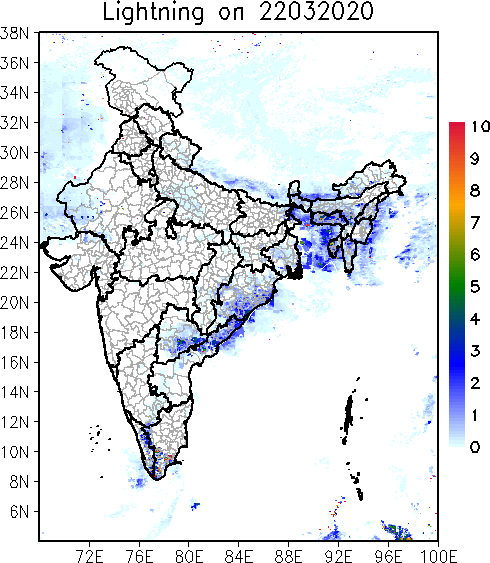 Lightning on 22032020
38N
36N
34N
32N
30N
28N
26N
24N
22N
20N
18N
16N
14N
12N
10N
8N
6N
72E 76E 80E 84E 88E 92E 96E 100E
10
9
8
7
6
5
4
3
2
1
0